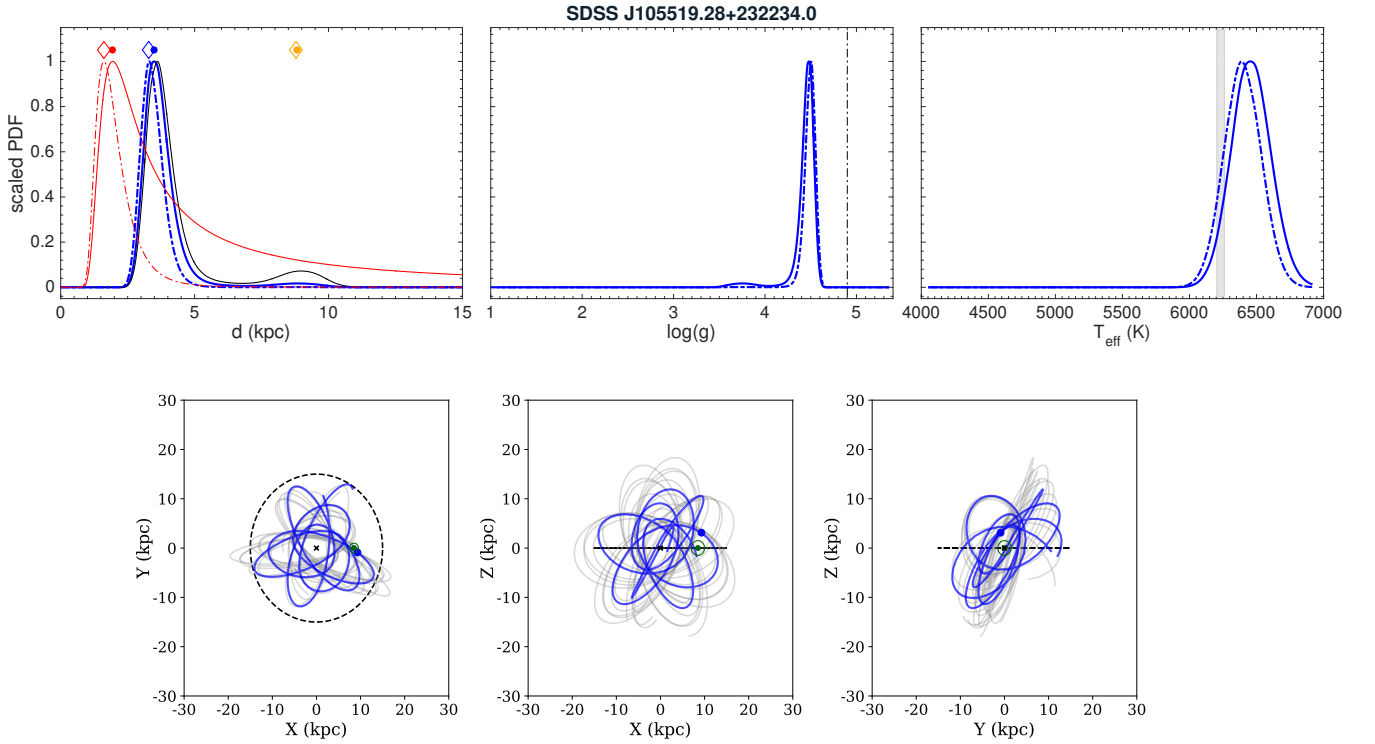 SDSS J105519.28+232234.0
scaled PDF
1
0.8
0.6
0.4
0.2
0
0 5 10 15
d (kpc)
1 2 3 4 5
log(g)
4000 4500 5000 5500 6000 6500 7000
T_eff (K)
30
20
10
0
-10
-20
-30
Y (kpc)
-30 -20 -10 0 10 20 30
X (kpc)
30
20
10
0
-10
-20
-30
Z (kpc)
-30 -20 -10 0 10 20 30
X (kpc)
30
20
10
0
-10
-20
-30
Z (kpc)
-30 -20 -10 0 10 20 30
Y (kpc)